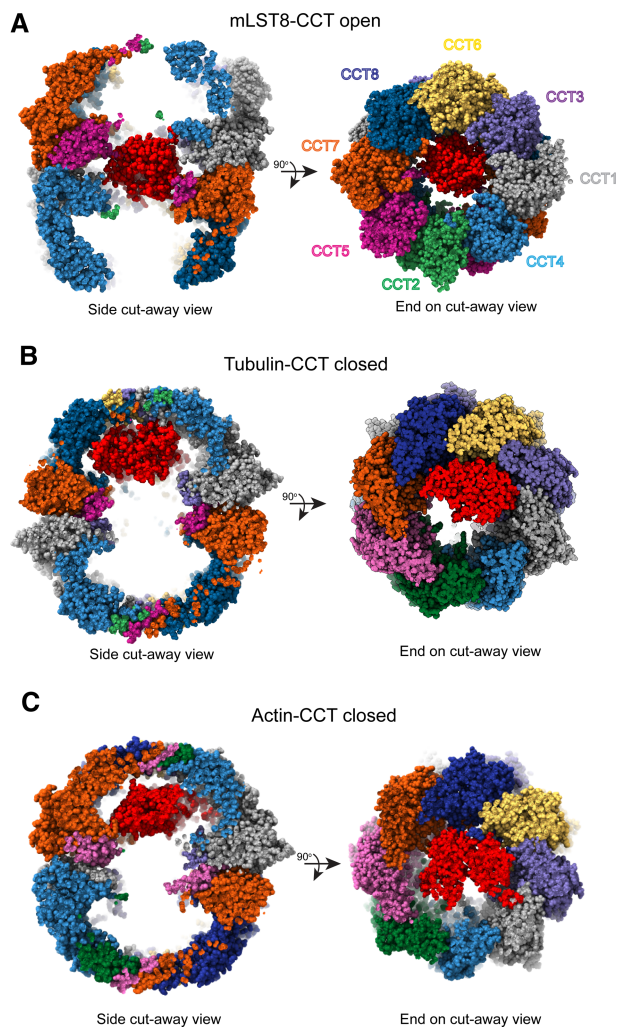 A
mLST8-CCT open
CCT6
CCT8
CCT3
CCT7
90°
CCT1
CCT5
CCT4
CCT2
Side cut-away view
End on cut-away view
B
Tubulin-CCT closed
90°
Side cut-away view
End on cut-away view
C
Actin-CCT closed
90°
Side cut-away view
End on cut-away view